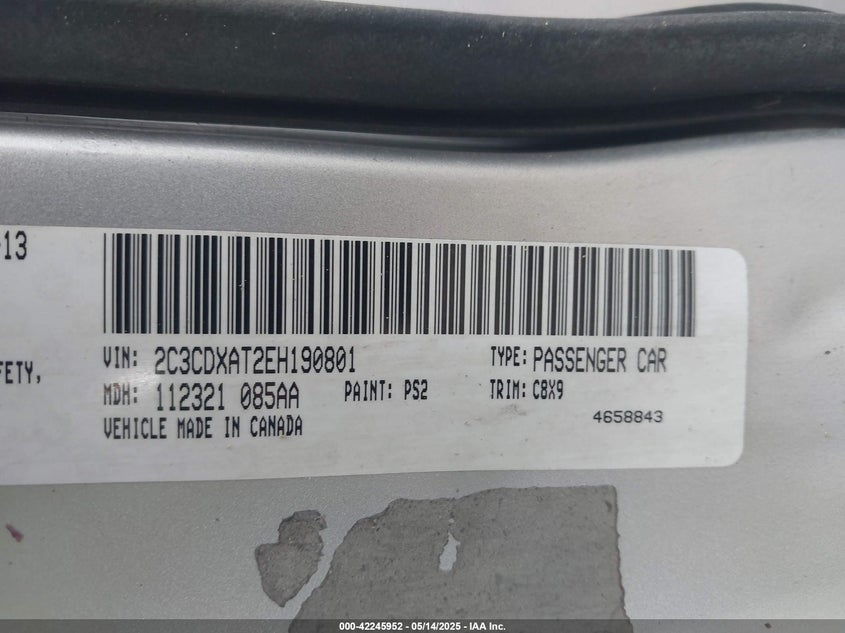 -13
FETY,
VIN: 2C3CDXAT2EH190801 TYPE: PASSENGER CAR
MDH: 112321 085AA PAINT: PS2 TRIM: C8X9
VEHICLE MADE IN CANADA 4658843
000-42245952 - 05/14/2025 - IAA Inc.